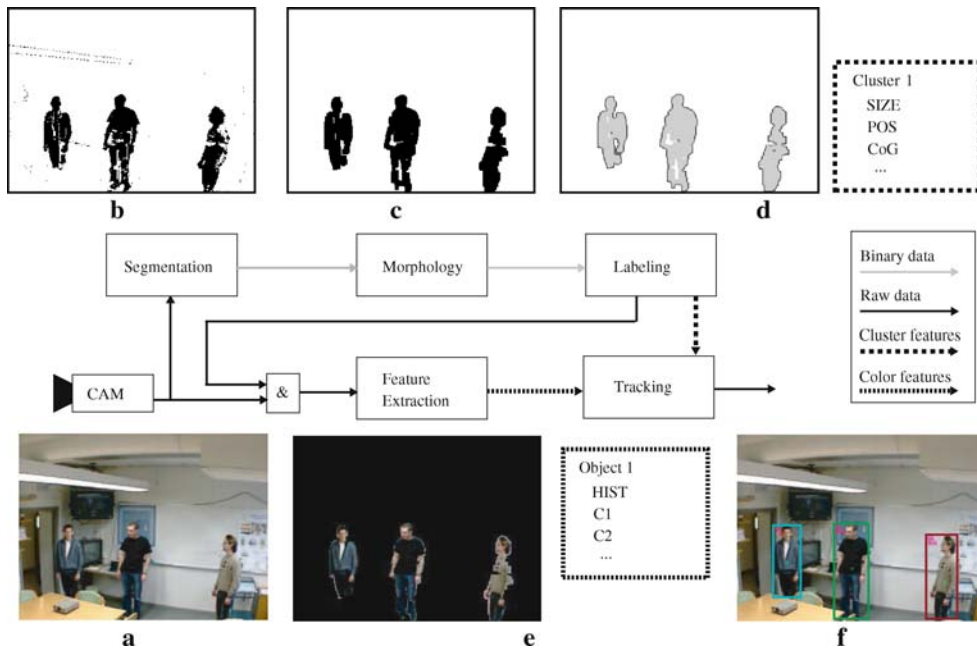 Cluster 1
SIZE
POS
CoG
...
b
c
d
Segmentation
Morphology
Labeling
Binary data
Raw data
Cluster features
Color features
CAM
&
Feature
Extraction
Tracking
Object 1
HIST
C1
C2
...
a
e
f